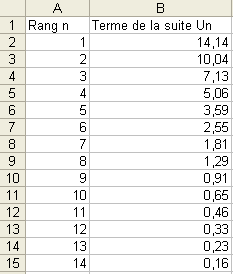 A B
1 Rang n Terme de la suite Un
2 1 14,14
3 2 10,04
4 3 7,13
5 4 5,06
6 5 3,59
7 6 2,55
8 7 1,81
9 8 1,29
10 9 0,91
11 10 0,65
12 11 0,46
13 12 0,33
14 13 0,23
15 14 0,16